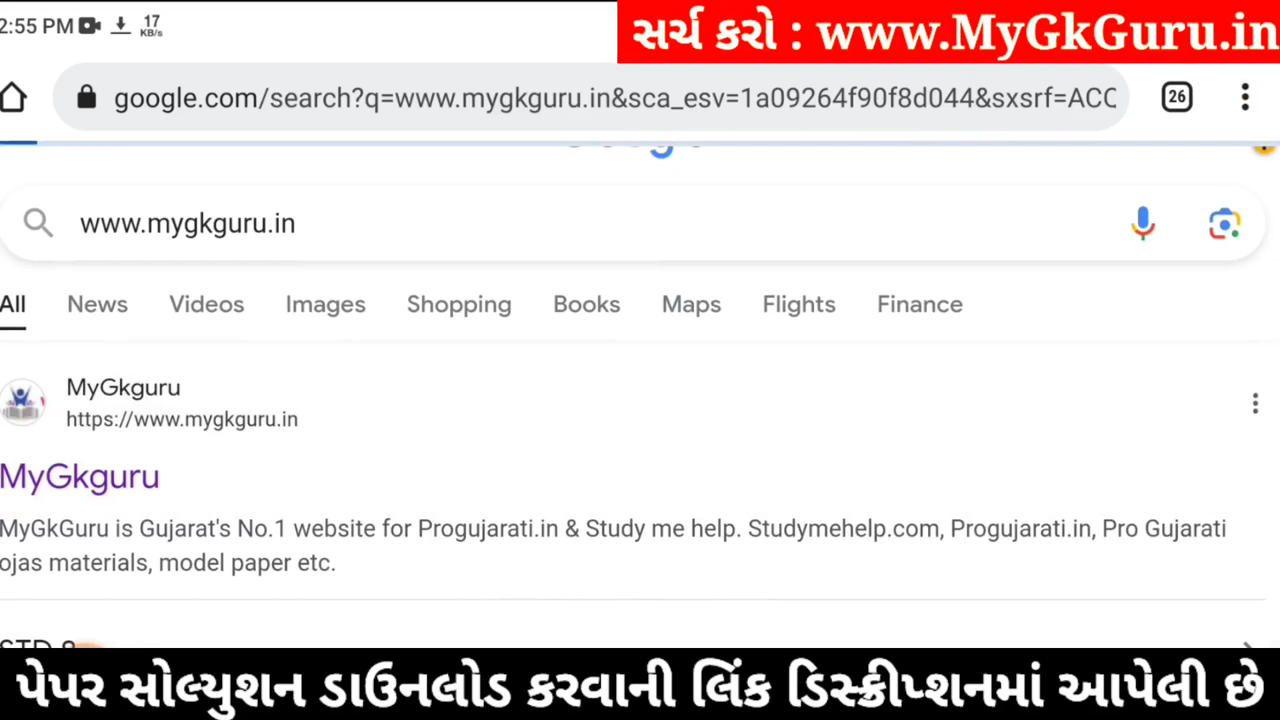 2:55 PM 17 KB/s
સર્ચ કરો : www.MyGkGuru.in
google.com/search?q=www.mygkguru.in&sca_esv=1a09264f90f8d044&sxsrf=ACC
26
www.mygkguru.in
All News Videos Images Shopping Books Maps Flights Finance
MyGkguru
https://www.mygkguru.in
MyGkguru
MyGkGuru is Gujarat's No.1 website for Progujarati.in & Study me help. Studymehelp.com, Progujarati.in, Pro Gujarati
ojas materials, model paper etc.
પેપર સોલ્યુશન ડાઉનલોડ કરવાની લિંક ડિસ્ક્રીપ્શનમાં આપેલી છે